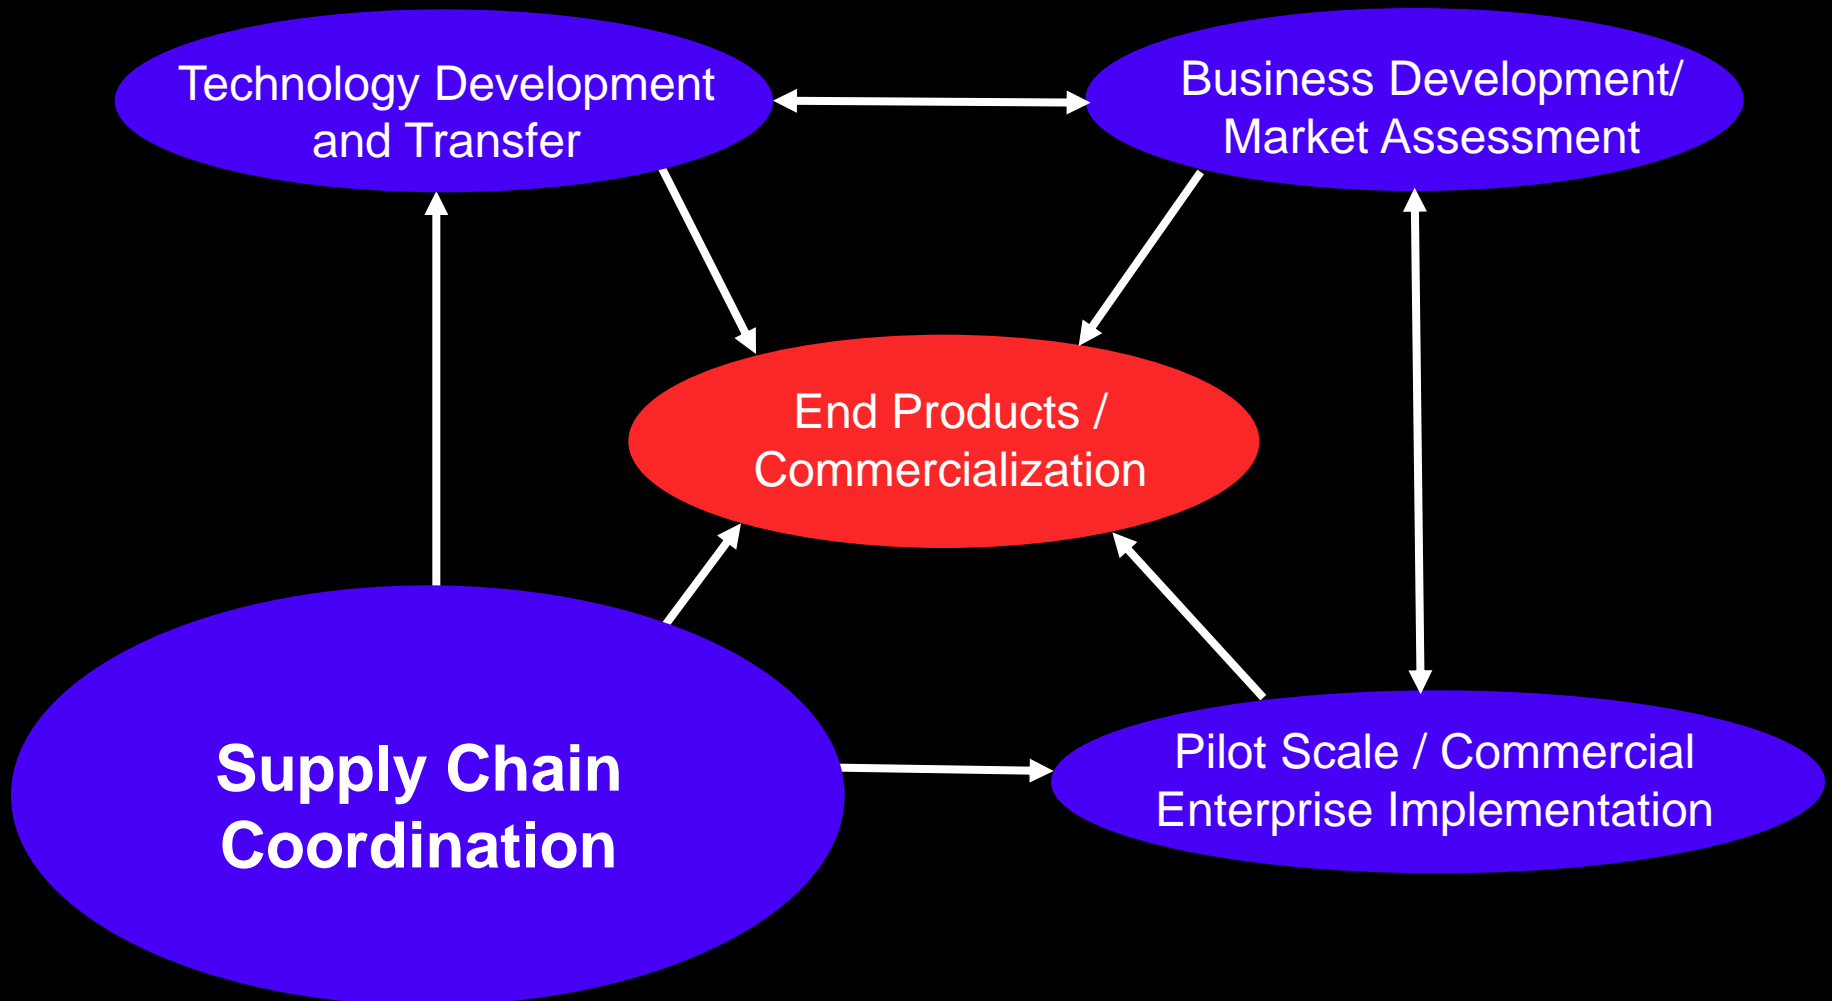 Technology Development
and Transfer
Business Development/
Market Assessment
End Products /
Commercialization
Supply Chain
Coordination
Pilot Scale / Commercial
Enterprise Implementation